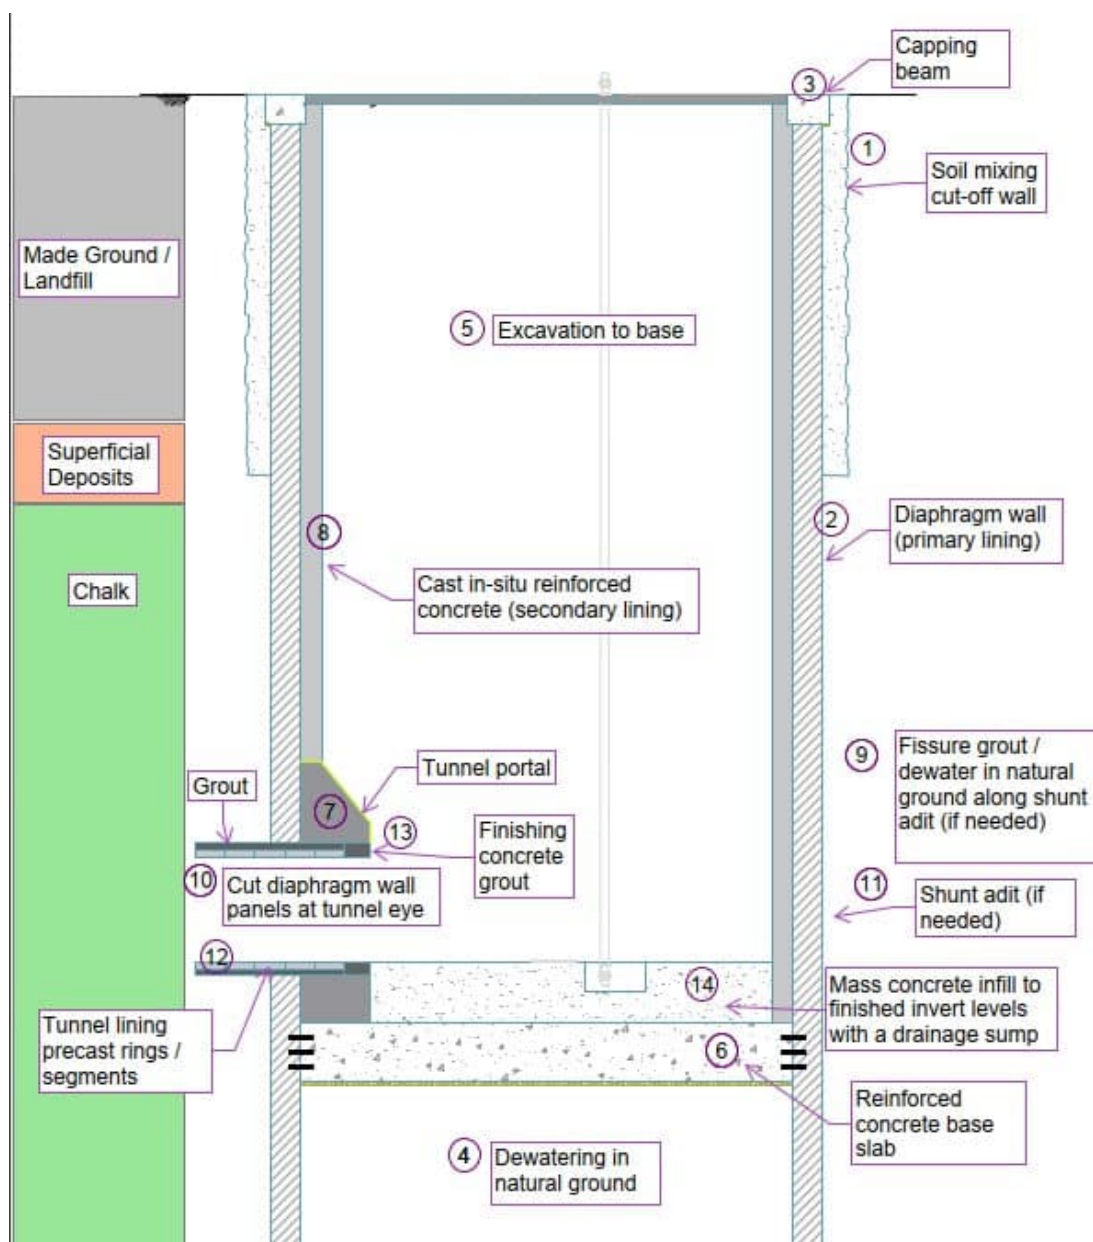 Capping
beam
3
1
Soil mixing
cut-off wall
Made Ground /
Landfill
5
Excavation to base
Superficial
Deposits
8
2
Diaphragm wall
(primary lining)
Chalk
Cast in-situ reinforced
concrete (secondary lining)
9
Fissure grout /
dewater in natural
ground along shunt
adit (if needed)
Tunnel portal
Grout
7
13
Finishing
concrete
grout
10
Cut diaphragm wall
panels at tunnel eye
11
Shunt adit (if
needed)
12
14
Mass concrete infill to
finished invert levels
with a drainage sump
Tunnel lining
precast rings /
segments
6
Reinforced
concrete base
slab
4
Dewatering in
natural ground